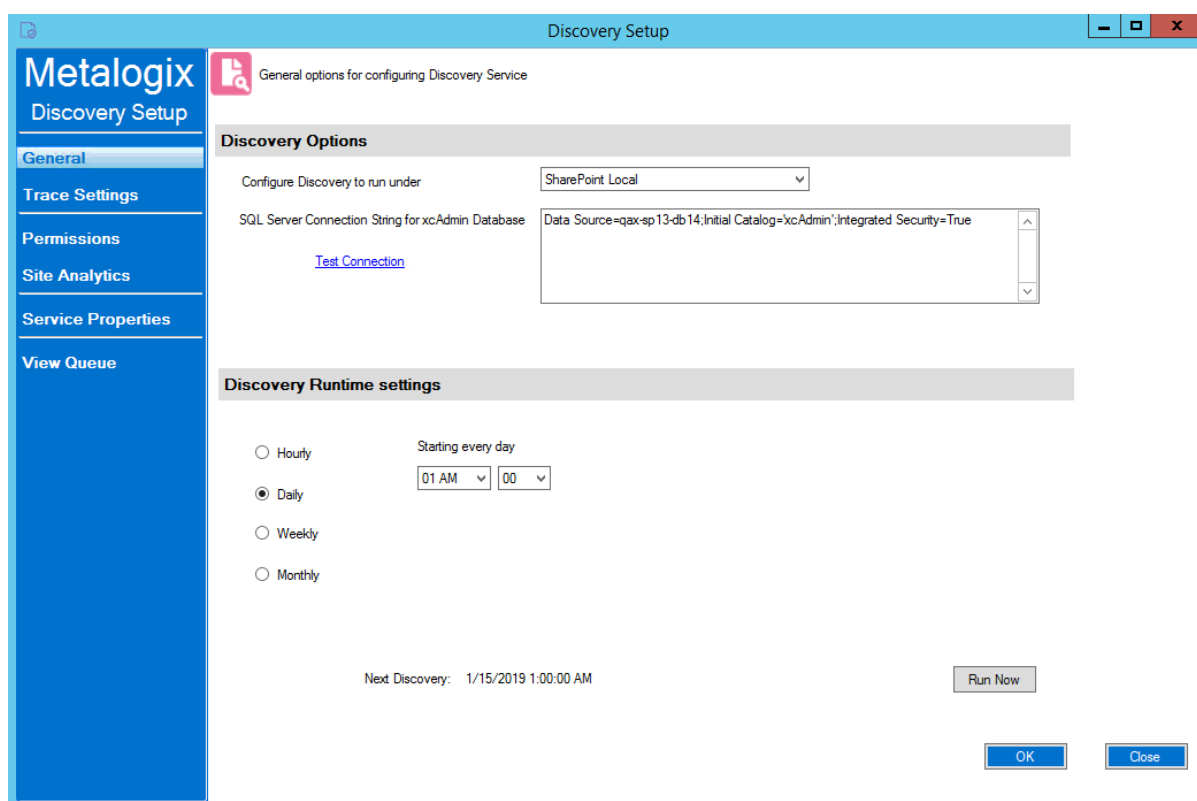 Discovery Setup
Metalogix
Discovery Setup
General
Trace Settings
Permissions
Site Analytics
Service Properties
View Queue
General options for configuring Discovery Service
Discovery Options
Configure Discovery to run under
SharePoint Local
SQL Server Connection String for xcAdmin Database
Data Source=qax-sp13-db14;Initial Catalog='xcAdmin';Integrated Security=True
Test Connection
Discovery Runtime settings
Hourly
Starting every day
01 AM 00
Daily
Weekly
Monthly
Next Discovery: 1/15/2019 1:00:00 AM
Run Now
OK
Close